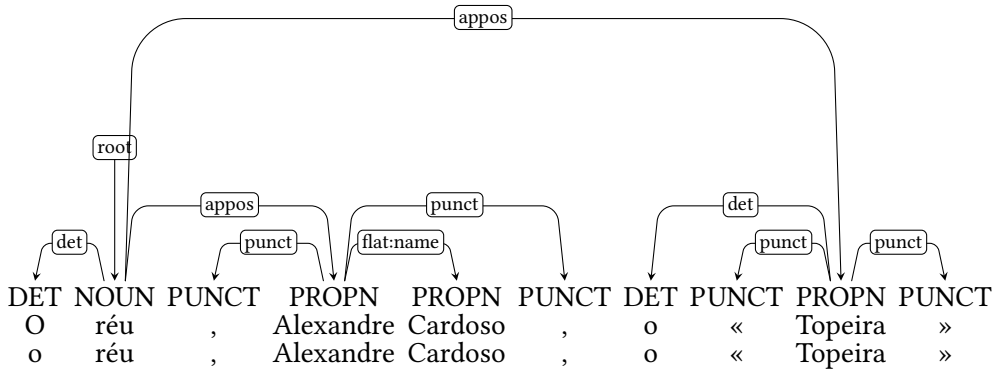 appos
root
appos punct det
det punct flat:name punct punct
DET NOUN PUNCT PROPN PROPN PUNCT DET PUNCT PROPN PUNCT
O réu , Alexandre Cardoso , o « Topeira »
o réu , Alexandre Cardoso , o « Topeira »